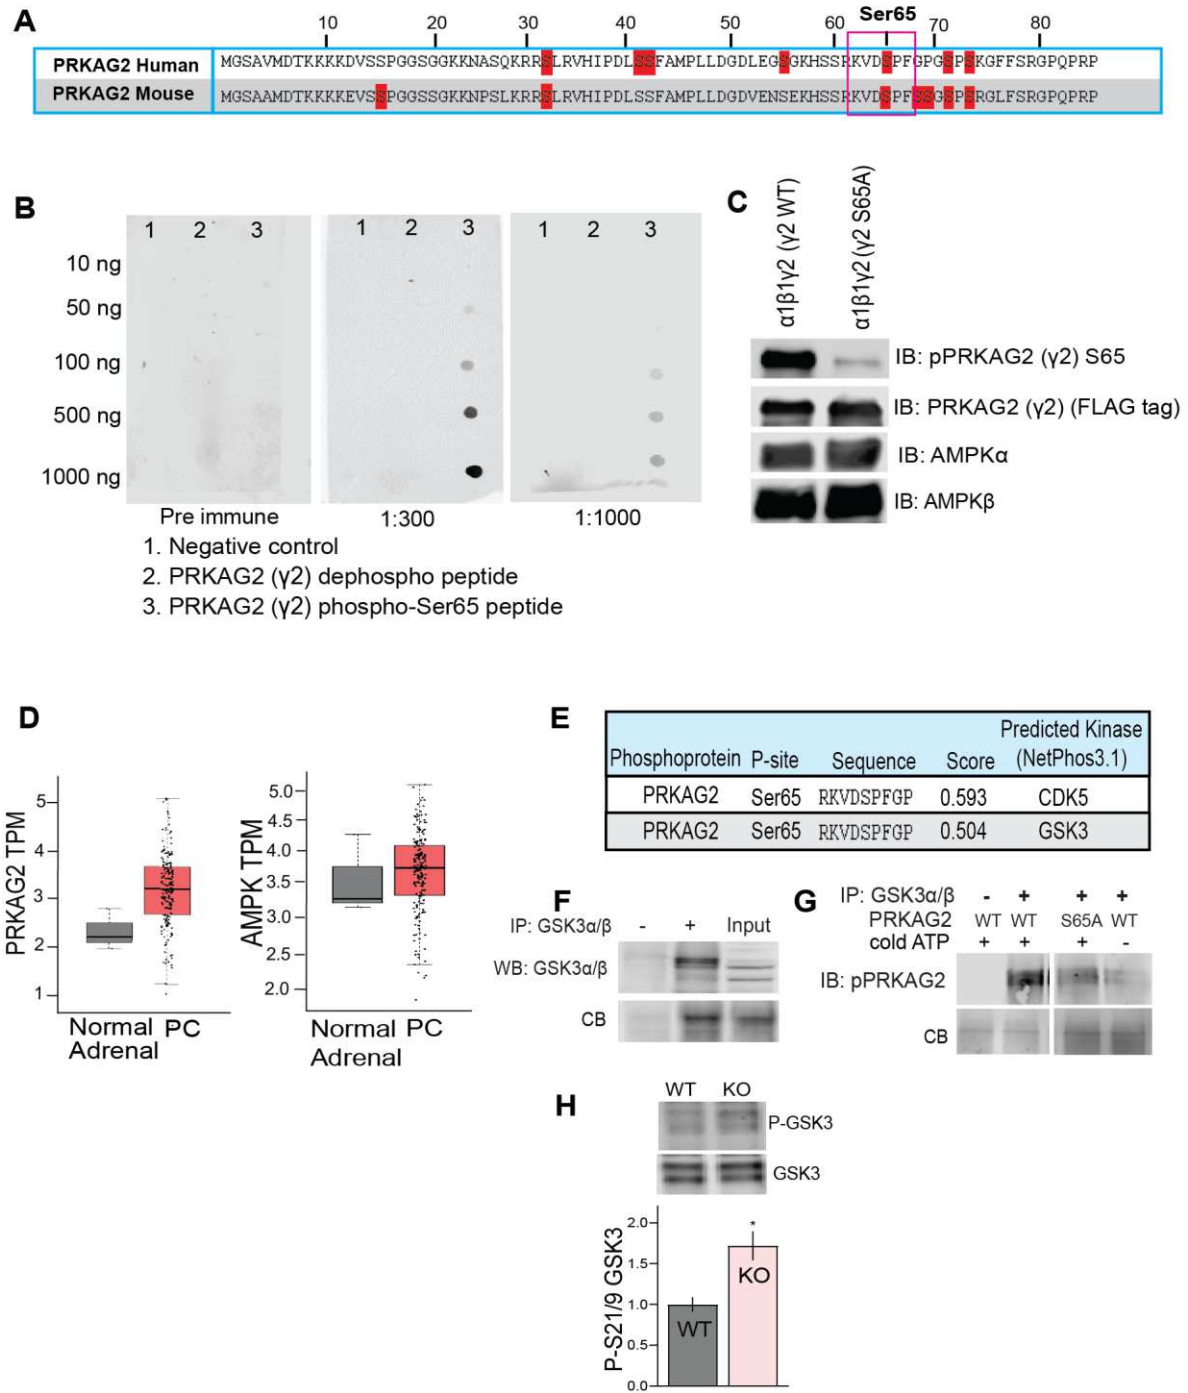 A
10 20 30 40 50 60 70 80
Ser65
PRKAG2 Human MGSAVMDTKKKKDVSSPGGSGGKKNASQKRRSLRVHIPDLSSFAMPLLDGDLEGSGKHSSRKVDSPFGPGSPSKGFFSRGPQPRP
PRKAG2 Mouse MGSAAMDTKKKKEVSSPGGSSGKKNPSLKRRSLRVHIPDLSSFAMPLLDGDVENSEKHSSRKVDSPFSSGSPSRGLFSRGPQPRP
B
1 2 3 1 2 3 1 2 3
10 ng
50 ng
100 ng
500 ng
1000 ng
Pre immune 1:300 1:1000
1. Negative control
2. PRKAG2 (γ2) dephospho peptide
3. PRKAG2 (γ2) phospho-Ser65 peptide
C
α1β1γ2 (γ2 WT)
α1β1γ2 (γ2 S65A)
IB: pPRKAG2 (γ2) S65
IB: PRKAG2 (γ2) (FLAG tag)
IB: AMPKα
IB: AMPKβ
D
PRKAG2 TPM
5
4
3
2
1
Normal PC
Adrenal
AMPK TPM
5.0
4.5
4.0
3.5
3.0
2.5
2.0
Normal PC
Adrenal
E
Phosphoprotein P-site Sequence Score Predicted Kinase (NetPhos3.1)
PRKAG2 Ser65 RKVDSPFGP 0.593 CDK5
PRKAG2 Ser65 RKVDSPFGP 0.504 GSK3
F
IP: GSK3α/β - + Input
WB: GSK3α/β
CB
G
IP: GSK3α/β - + + +
PRKAG2 WT WT S65A WT
cold ATP + + + -
IB: pPRKAG2
CB
H
WT KO
P-GSK3
GSK3
P-S21/9 GSK3
2.0
1.5
1.0
0.5
0.0
*
WT
KO